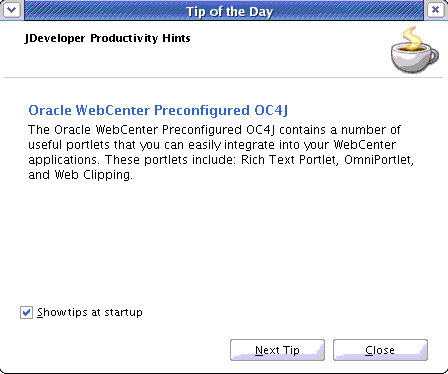 Tip of the Day
JDeveloper Productivity Hints
Oracle WebCenter Preconfigured OC4J
The Oracle WebCenter Preconfigured OC4J contains a number of
useful portlets that you can easily integrate into your WebCenter
applications. These portlets include: Rich Text Portlet, OmniPortlet,
and Web Clipping.
Show tips at startup
Next Tip
Close